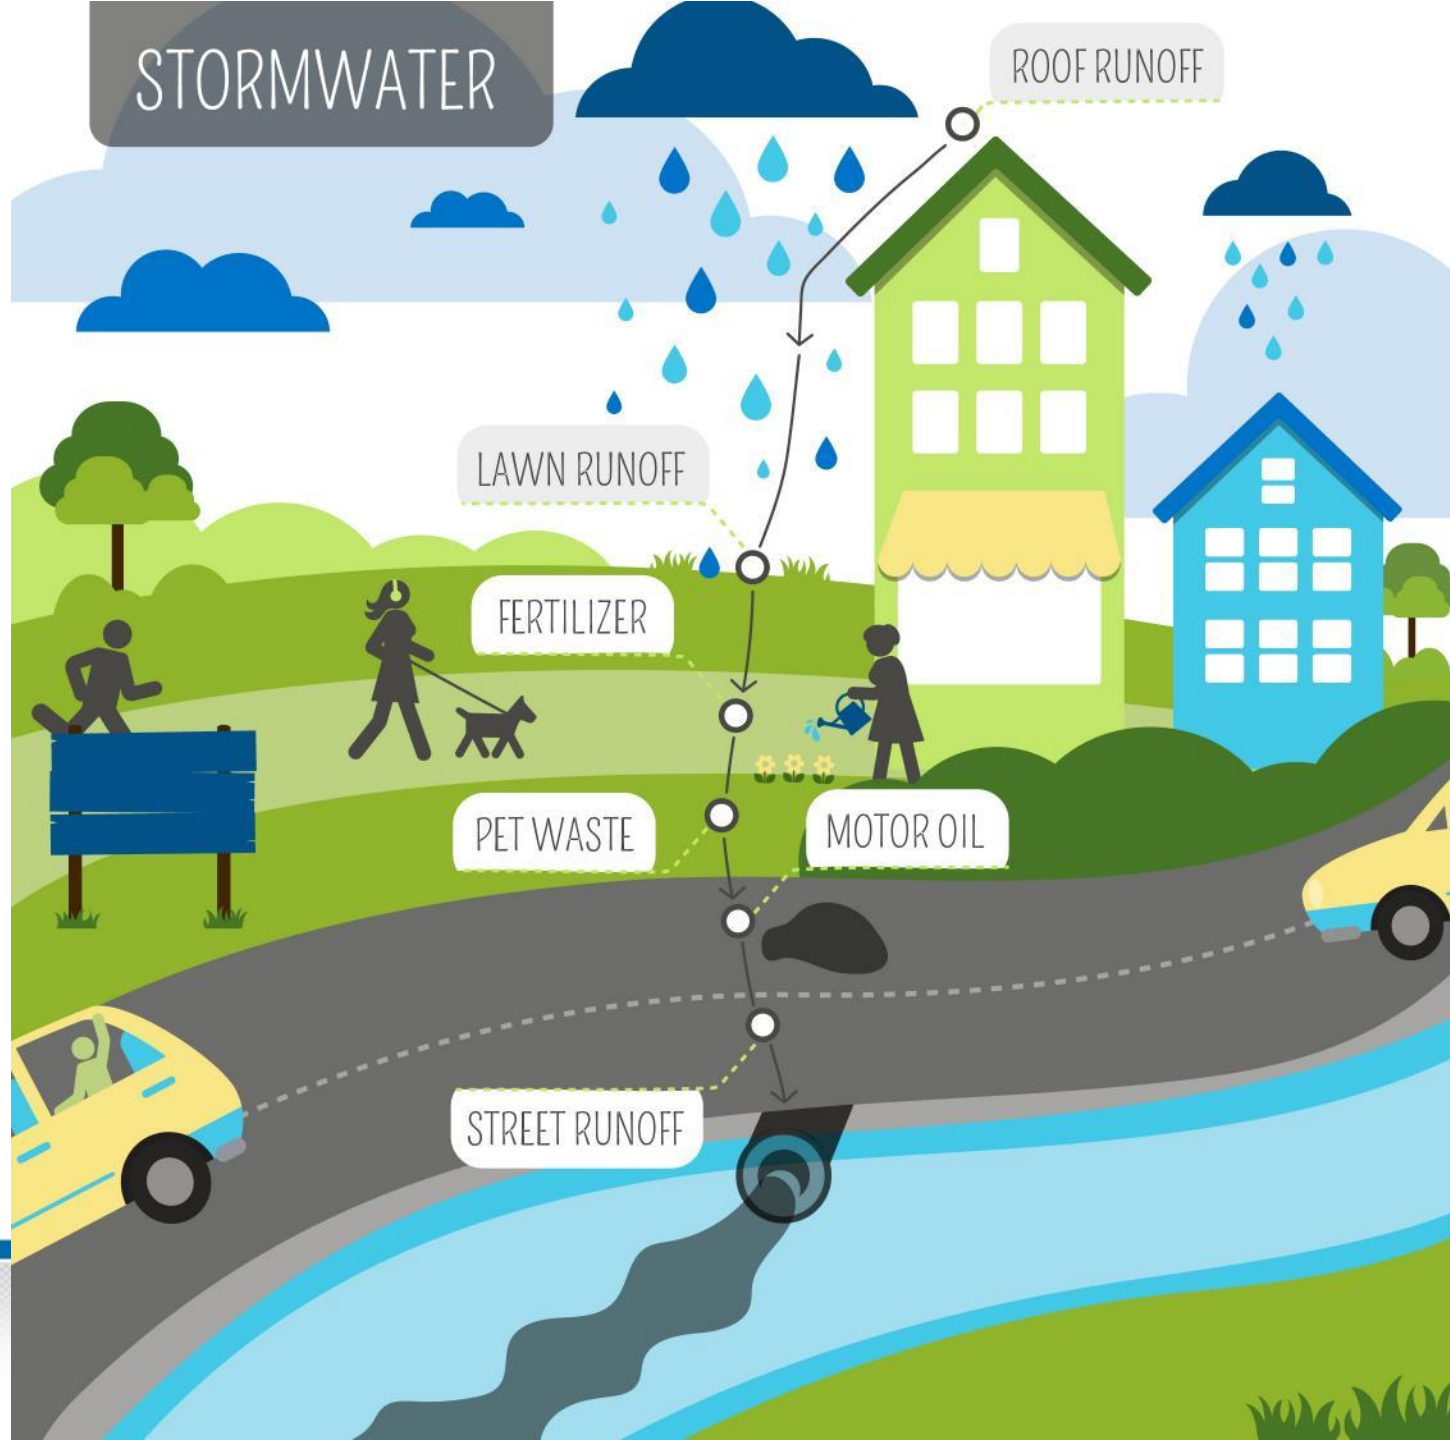 STORMWATER
ROOF RUNOFF
LAWN RUNOFF
FERTILIZER
PET WASTE
MOTOR OIL
STREET RUNOFF